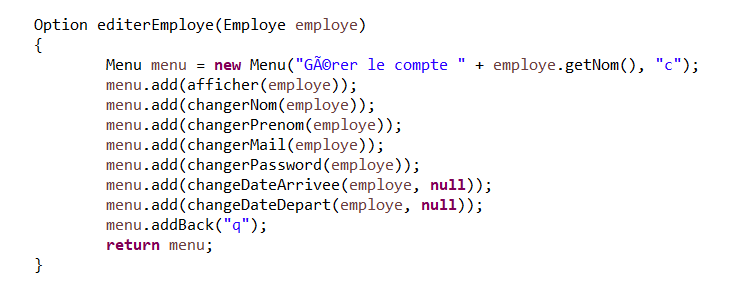 Option editerEmploye(Employe employe)
{
Menu menu = new Menu("GÃ©rer le compte " + employe.getNom(), "c");
menu.add(afficher(employe));
menu.add(changerNom(employe));
menu.add(changerPrenom(employe));
menu.add(changerMail(employe));
menu.add(changerPassword(employe));
menu.add(changeDateArrivee(employe, null));
menu.add(changeDateDepart(employe, null));
menu.addBack("q");
return menu;
}